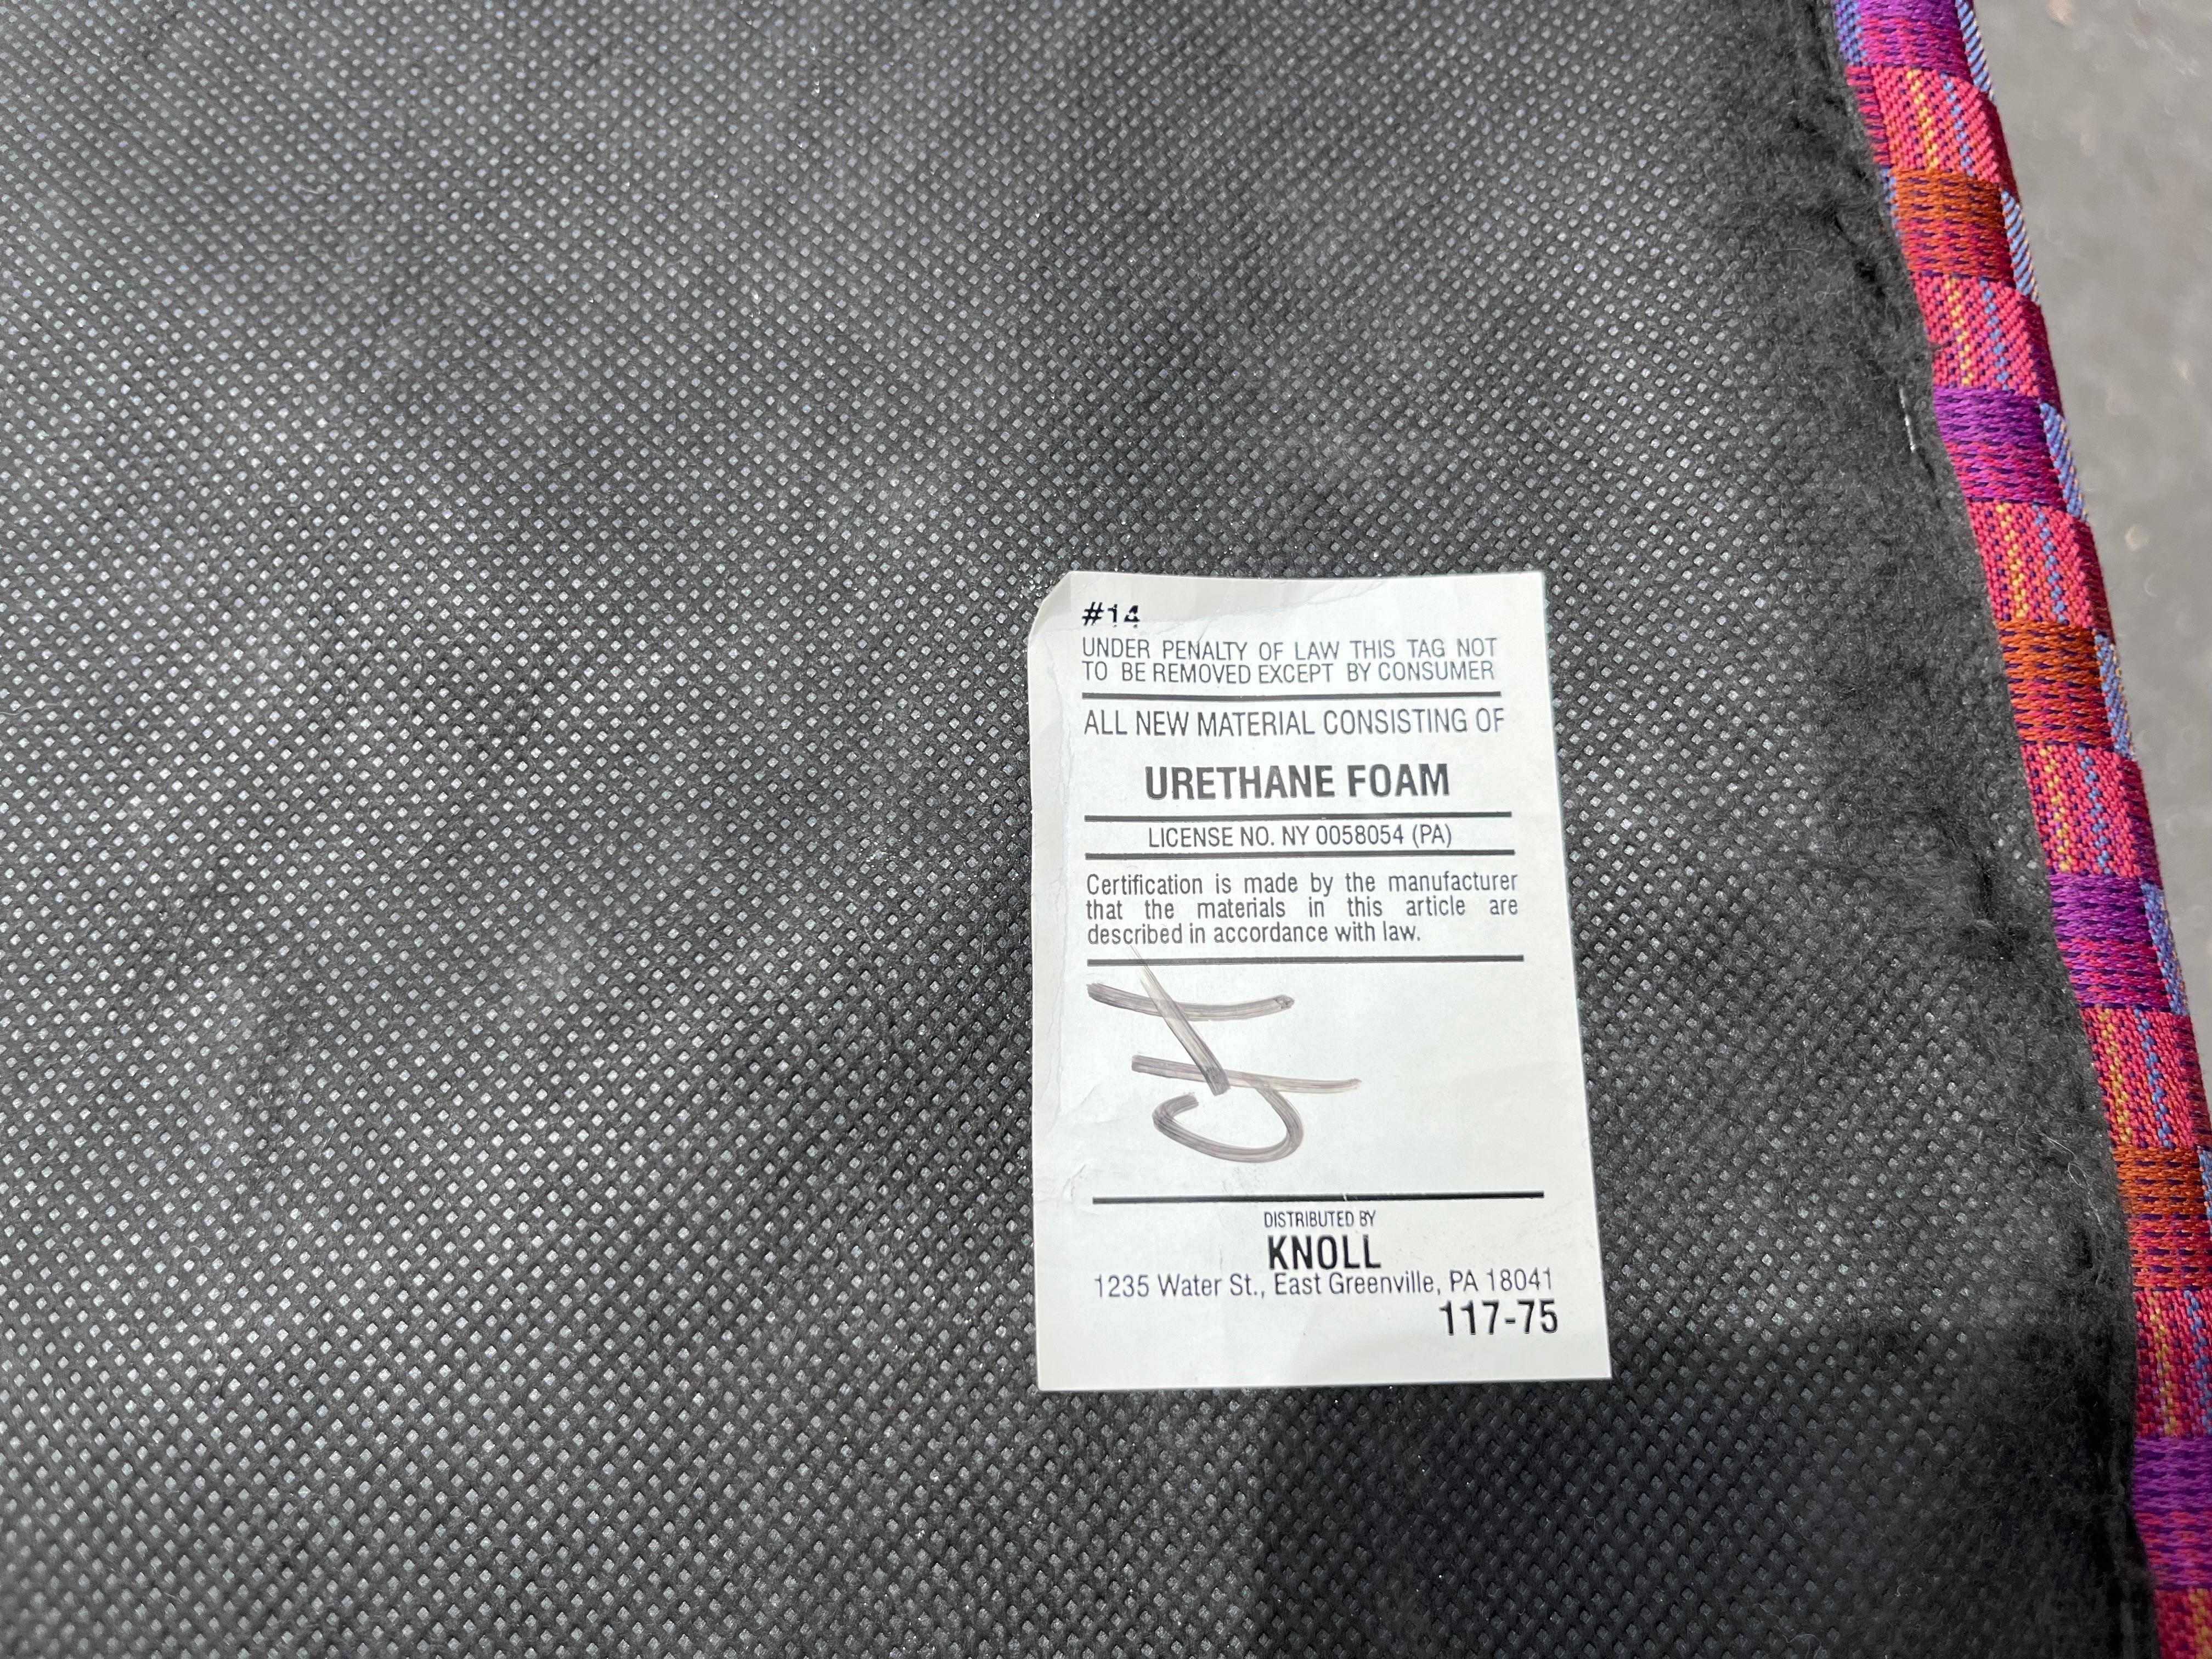 #14
UNDER PENALTY OF LAW THIS TAG NOT
TO BE REMOVED EXCEPT BY CONSUMER
ALL NEW MATERIAL CONSISTING OF
URETHANE FOAM
LICENSE NO. NY 0058054 (PA)
Certification is made by the manufacturer
that the materials in this article are
described in accordance with law.
DISTRIBUTED BY
KNOLL
1235 Water St., East Greenville, PA 18041
117-75